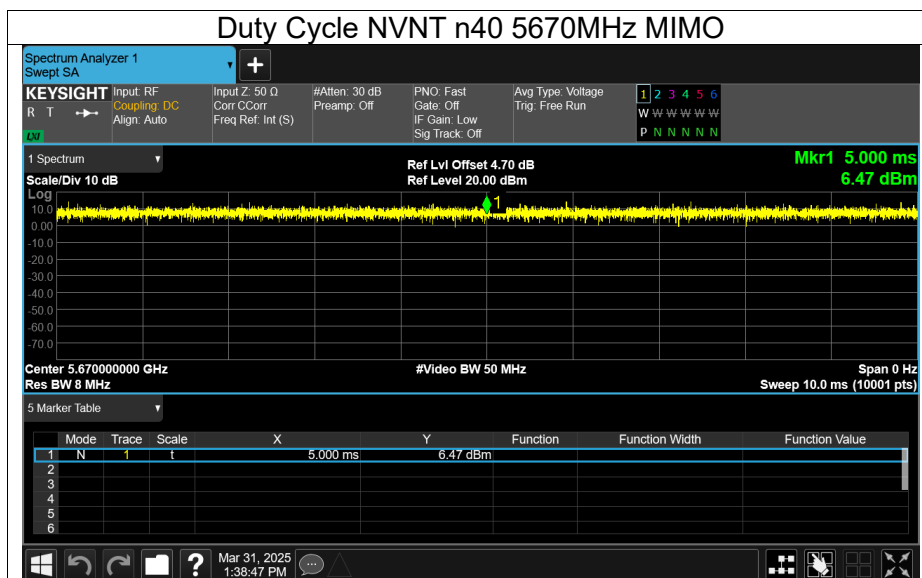 Duty Cycle NVNT n40 5670MHz MIMO
Spectrum Analyzer 1
Swept SA
+
KEYSIGHT Input: RF Input Z: 50 Ω #Atten: 30 dB PNO: Fast Avg Type: Voltage 1 2 3 4 5 6
R T Coupling: DC Corr CCorr Preamp: Off Gate: Off Trig: Free Run W W W W W W
Align: Auto Freq Ref: Int (S) IF Gain: Low P N N N N N
LXI Sig Track: Off
1 Spectrum Ref Lvl Offset 4.70 dB Mkr1 5.000 ms
Scale/Div 10 dB Ref Level 20.00 dBm 6.47 dBm
Log
1
10.0
0.00
-10.0
-20.0
-30.0
-40.0
-50.0
-60.0
-70.0
Center 5.670000000 GHz #Video BW 50 MHz Span 0 Hz
Res BW 8 MHz Sweep 10.0 ms (10001 pts)
5 Marker Table
Mode Trace Scale X Y Function Function Width Function Value
1 N 1 t 5.000 ms 6.47 dBm
2
3
4
5
6
? Mar 31, 2025
1:38:47 PM